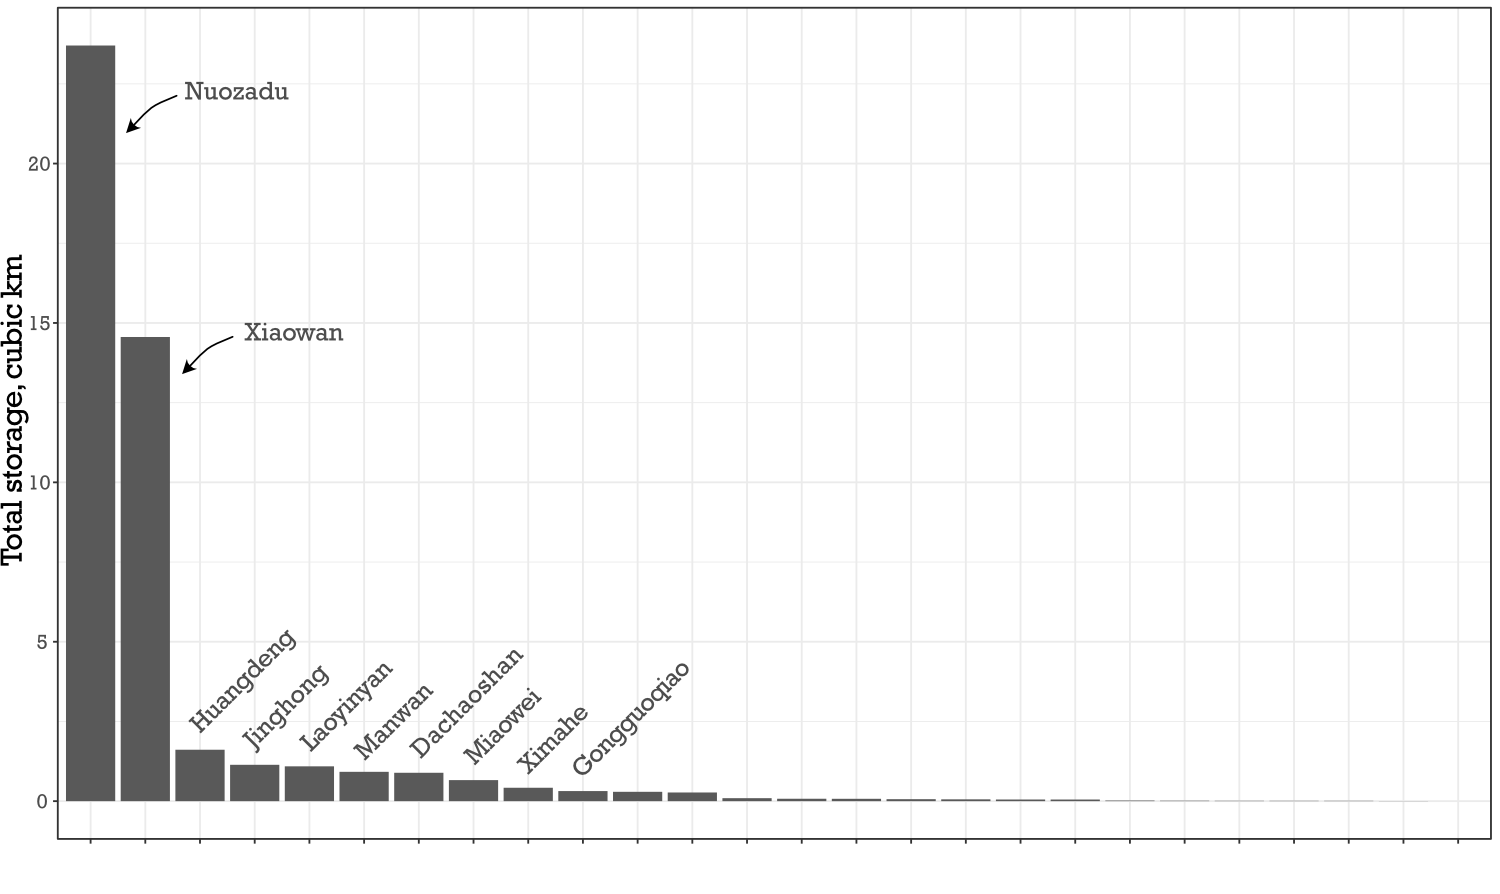 Total storage, cubic km
20
15
10
5
0
Nuozadu
Xiaowan
Huangdeng
Jinghong
Laoyinyan
Manwan
Dachaoshan
Miaowei
Ximahe
Gongguoqiao